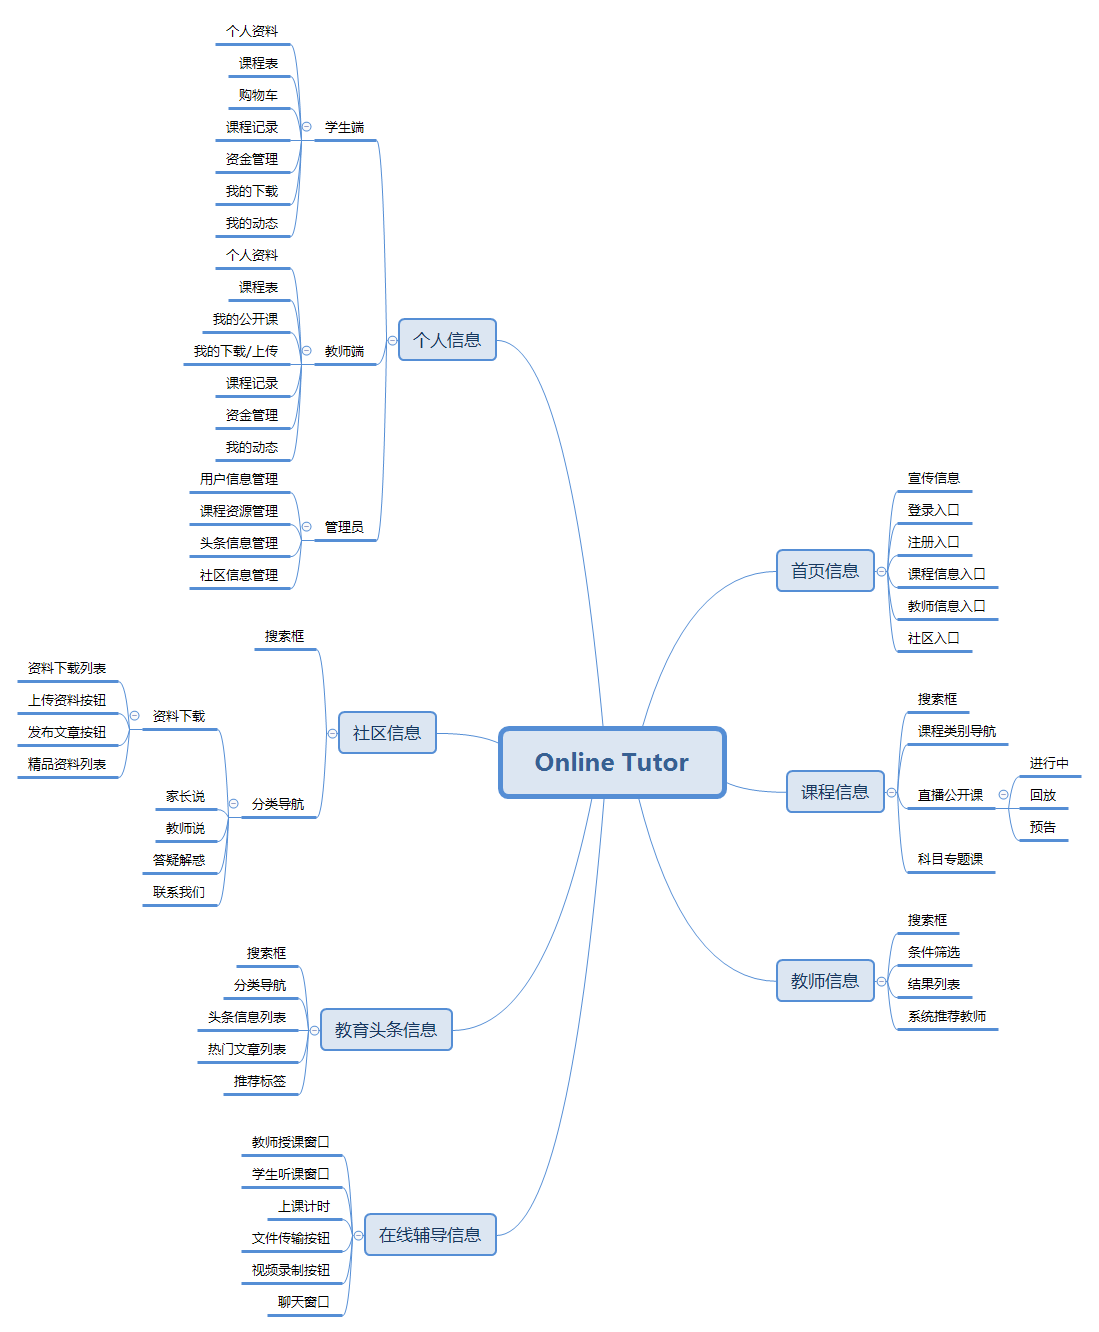 Online Tutor
首页信息
宣传信息
登录入口
注册入口
课程信息入口
教师信息入口
社区入口
课程信息
搜索框
课程类别导航
直播公开课
进行中
回放
预告
科目专题课
教师信息
搜索框
条件筛选
结果列表
系统推荐教师
个人信息
学生端
个人资料
课程表
购物车
课程记录
资金管理
我的下载
我的动态
教师端
个人资料
课程表
我的公开课
我的下载/上传
课程记录
资金管理
我的动态
管理员
用户信息管理
课程资源管理
头条信息管理
社区信息管理
社区信息
搜索框
分类导航
资料下载
资料下载列表
上传资料按钮
发布文章按钮
精品资料列表
家长说
教师说
答疑解惑
联系我们
教育头条信息
搜索框
分类导航
头条信息列表
热门文章列表
推荐标签
在线辅导信息
教师授课窗口
学生听课窗口
上课计时
文件传输按钮
视频录制按钮
聊天窗口